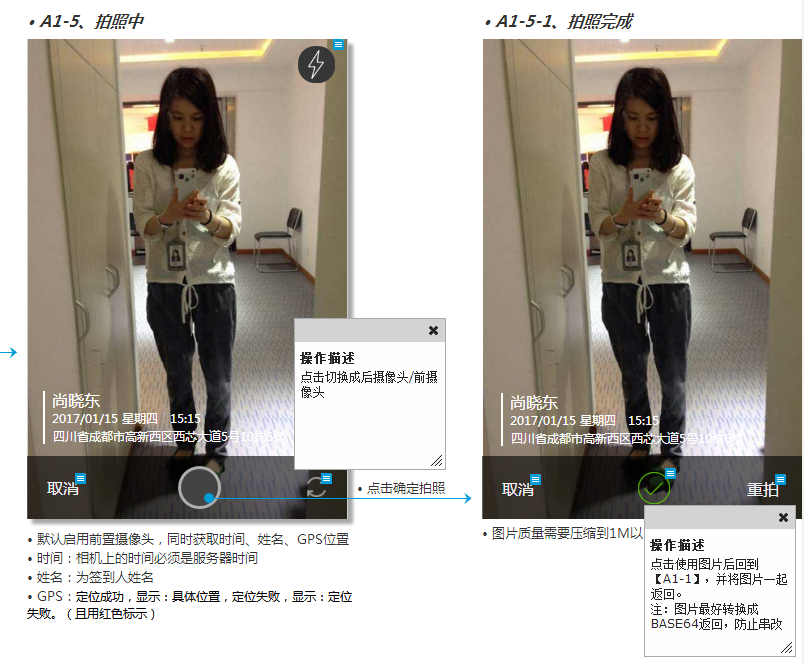 • A1-5、拍照中
尚晓东
2017/01/15 星期四 15:15
四川省成都市高新西区西芯大道5号10栋6楼
取消
操作描述
点击切换成后摄像头/前摄
像头
• 点击确定拍照
• 默认启用前置摄像头，同时获取时间、姓名、GPS位置
• 时间：相机上的时间必须是服务器时间
• 姓名：为签到人姓名
• GPS：定位成功，显示：具体位置，定位失败，显示：定位
失败。（且用红色标示）
• A1-5-1、拍照完成
尚晓东
2017/01/15 星期四 15:15
四川省成都市高新西区西芯大道5号10栋6楼
取消
重拍
• 图片质量需要压缩到1M以
操作描述
点击使用图片后回到
【A1-1】，并将图片一起
返回。
注：图片最好转换成
BASE64返回，防止串改